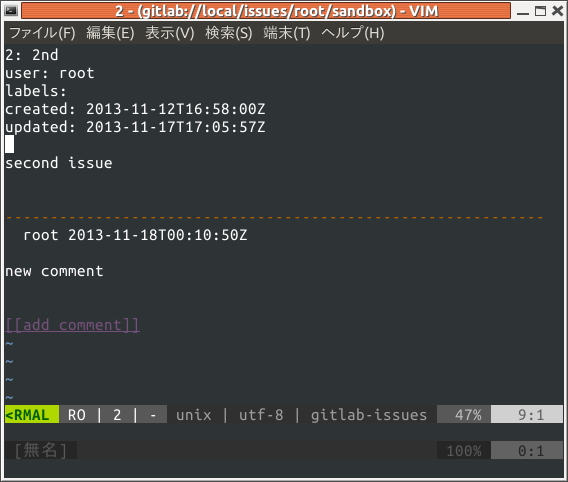 2 - (gitlab://local/issues/root/sandbox) - VIM
ファイル(F) 編集(E) 表示(V) 検索(S) 端末(T) ヘルプ(H)
2: 2nd
user: root
labels:
created: 2013-11-12T16:58:00Z
updated: 2013-11-17T17:05:57Z
second issue
------------------------------------------------------------
root 2013-11-18T00:10:50Z
new comment
[[add comment]]
~
~
~
~
<RMAL RO | 2 | - unix | utf-8 | gitlab-issues 47% 9:1
[無名] 100% 0:1